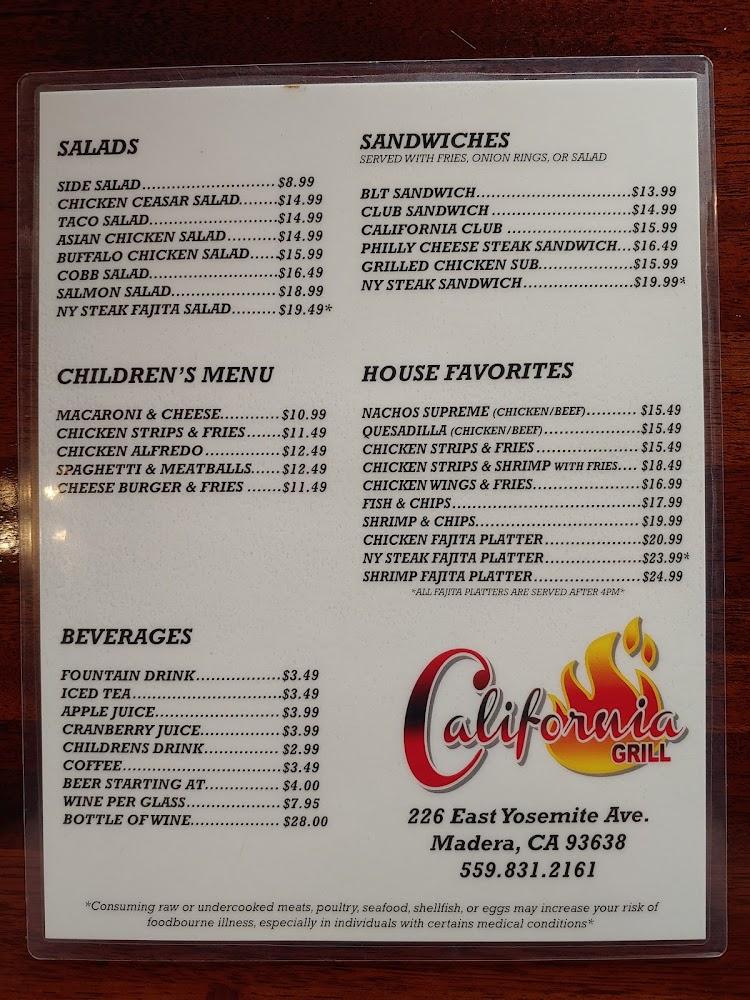 SALADS
SIDE SALAD..........................$8.99
CHICKEN CEASAR SALAD........$14.99
TACO SALAD........................$14.99
ASIAN CHICKEN SALAD..........$14.99
BUFFALO CHICKEN SALAD.....$15.99
COBB SALAD........................$16.49
SALMON SALAD....................$18.99
NY STEAK FAJITA SALAD.........$19.49*
SANDWICHES
SERVED WITH FRIES, ONION RINGS, OR SALAD
BLT SANDWICH..............................$13.99
CLUB SANDWICH ...........................$14.99
CALIFORNIA CLUB ........................$15.99
PHILLY CHEESE STEAK SANDWICH...$16.49
GRILLED CHICKEN SUB..................$15.99
NY STEAK SANDWICH.....................$19.99*
CHILDREN'S MENU
MACARONI & CHEESE...........$10.99
CHICKEN STRIPS & FRIES.......$11.49
CHICKEN ALFREDO...............$12.49
SPAGHETTI & MEATBALLS......$12.49
CHEESE BURGER & FRIES .......$11.49
HOUSE FAVORITES
NACHOS SUPREME (CHICKEN/BEEF).......... $15.49
QUESADILLA (CHICKEN/BEEF)...................$15.49
CHICKEN STRIPS & FRIES....................$15.49
CHICKEN STRIPS & SHRIMP WITH FRIES.... $18.49
CHICKEN WINGS & FRIES.....................$16.99
FISH & CHIPS....................................$17.99
SHRIMP & CHIPS................................$19.99
CHICKEN FAJITA PLATTER...................$20.99
NY STEAK FAJITA PLATTER...................$23.99*
SHRIMP FAJITA PLATTER.....................$24.99
*ALL FAJITA PLATTERS ARE SERVED AFTER 4PM*
BEVERAGES
FOUNTAIN DRINK.................$3.49
ICED TEA.............................$3.49
APPLE JUICE.........................$3.99
CRANBERRY JUICE............... $3.99
CHILDRENS DRINK............... $2.99
COFFEE................................$3.49
BEER STARTING AT............... $4.00
WINE PER GLASS................... $7.95
BOTTLE OF WINE.................. $28.00
California
GRILL
226 East Yosemite Ave.
Madera, CA 93638
559.831.2161
*Consuming raw or undercooked meats, poultry, seafood, shellfish, or eggs may increase your risk of
foodbourne illness, especially in individuals with certains medical conditions*